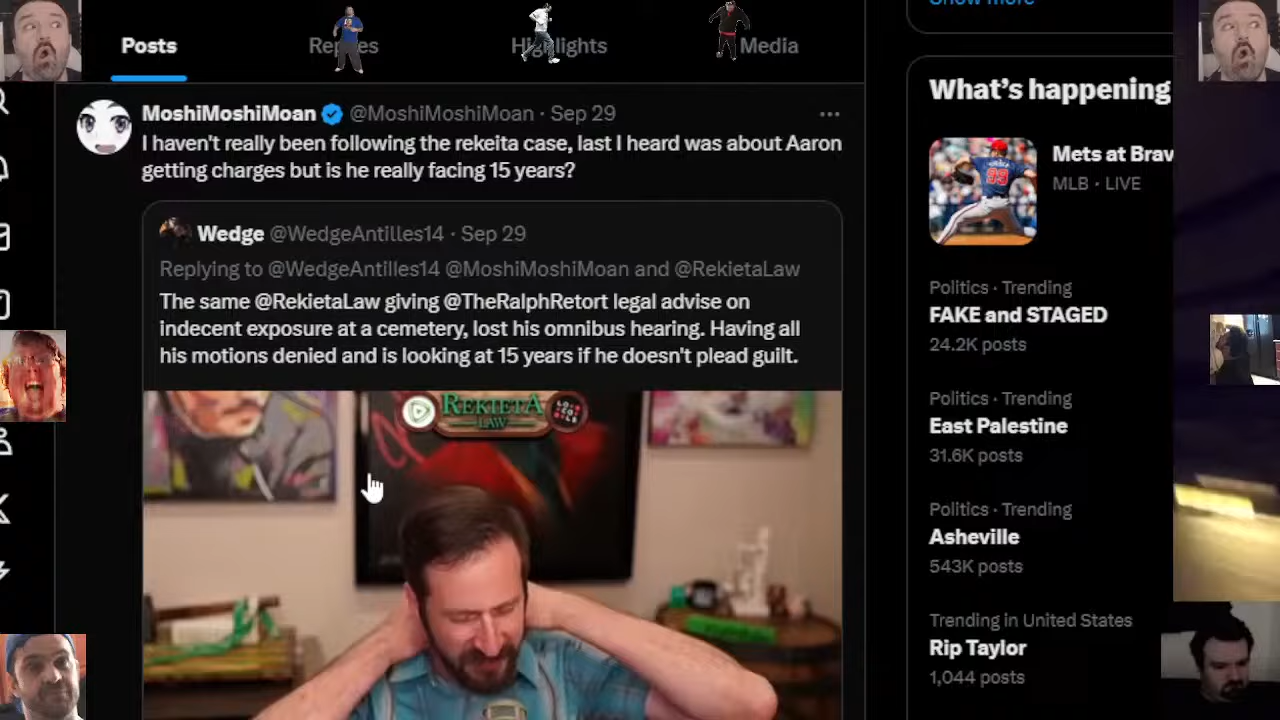 Show more
Posts
Replies
Highlights
Media
MoshiMoshiMoan @MoshiMoshiMoan · Sep 29
I haven't really been following the rekeita case, last I heard was about Aaron
getting charges but is he really facing 15 years?
Wedge @WedgeAntilles14 · Sep 29
Replying to @WedgeAntilles14 @MoshiMoshiMoan and @RekietaLaw
The same @RekietaLaw giving @TheRalphRetort legal advise on
indecent exposure at a cemetery, lost his omnibus hearing. Having all
his motions denied and is looking at 15 years if he doesn't plead guilt.
REKIETA
LAW
LOCALS
What's happening
Mets at Brav
MLB · LIVE
99
Politics · Trending
FAKE and STAGED
24.2K posts
Politics · Trending
East Palestine
31.6K posts
Politics · Trending
Asheville
543K posts
Trending in United States
Rip Taylor
1,044 posts